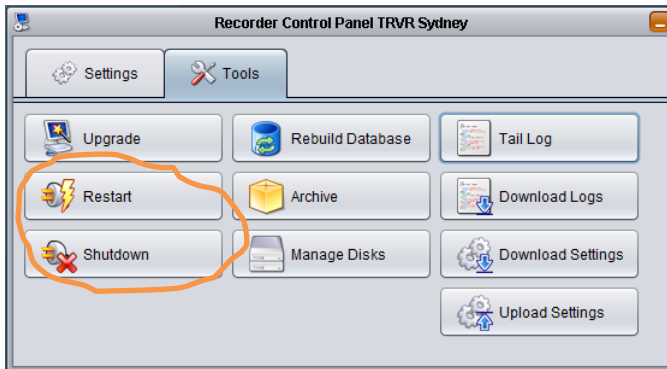 Recorder Control Panel TRVR Sydney
Settings
Tools
Upgrade
Rebuild Database
Tail Log
Restart
Archive
Download Logs
Shutdown
Manage Disks
Download Settings
Upload Settings